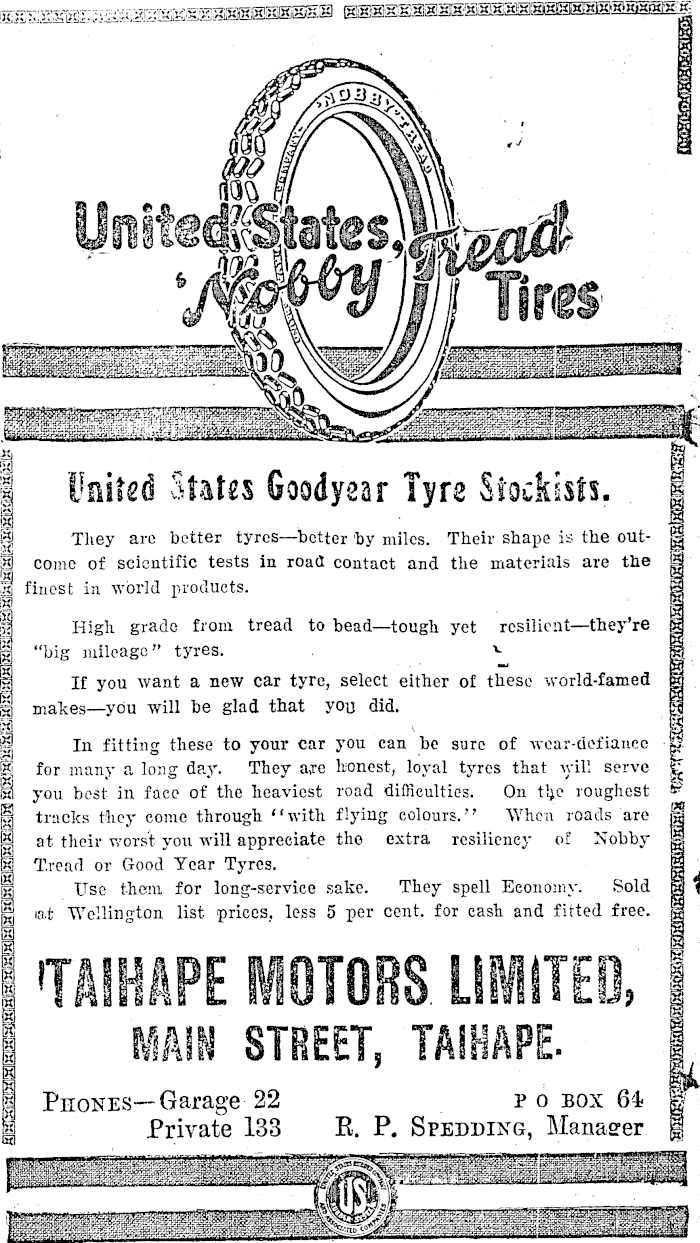 'NOBBY' TREAD
COMPANY
United States,
'Nobby Tread
Tires
United States Goodyear Tyre Stockists.
They are better tyres—better by miles. Their shape is the out-
come of scientific tests in road contact and the materials are the
finest in world products.
High grade from tread to bead—tough yet resilient—they're
"big mileage" tyres.
If you want a new car tyre, select either of these world-famed
makes—you will be glad that you did.
In fitting these to your car you can be sure of wear-defiance
for many a long day. They are honest, loyal tyres that will serve
you best in face of the heaviest road difficulties. On the roughest
tracks they come through "with flying colours." When roads are
at their worst you will appreciate the extra resiliency of Nobby
Tread or Good Year Tyres.
Use them for long-service sake. They spell Economy. Sold
at Wellington list prices, less 5 per cent. for cash and fitted free.
TAIHAPE MOTORS LIMITED,
MAIN STREET, TAIHAPE.
PHONES—Garage 22 P O BOX 64
Private 133 R. P. SPEDDING, Manager
US